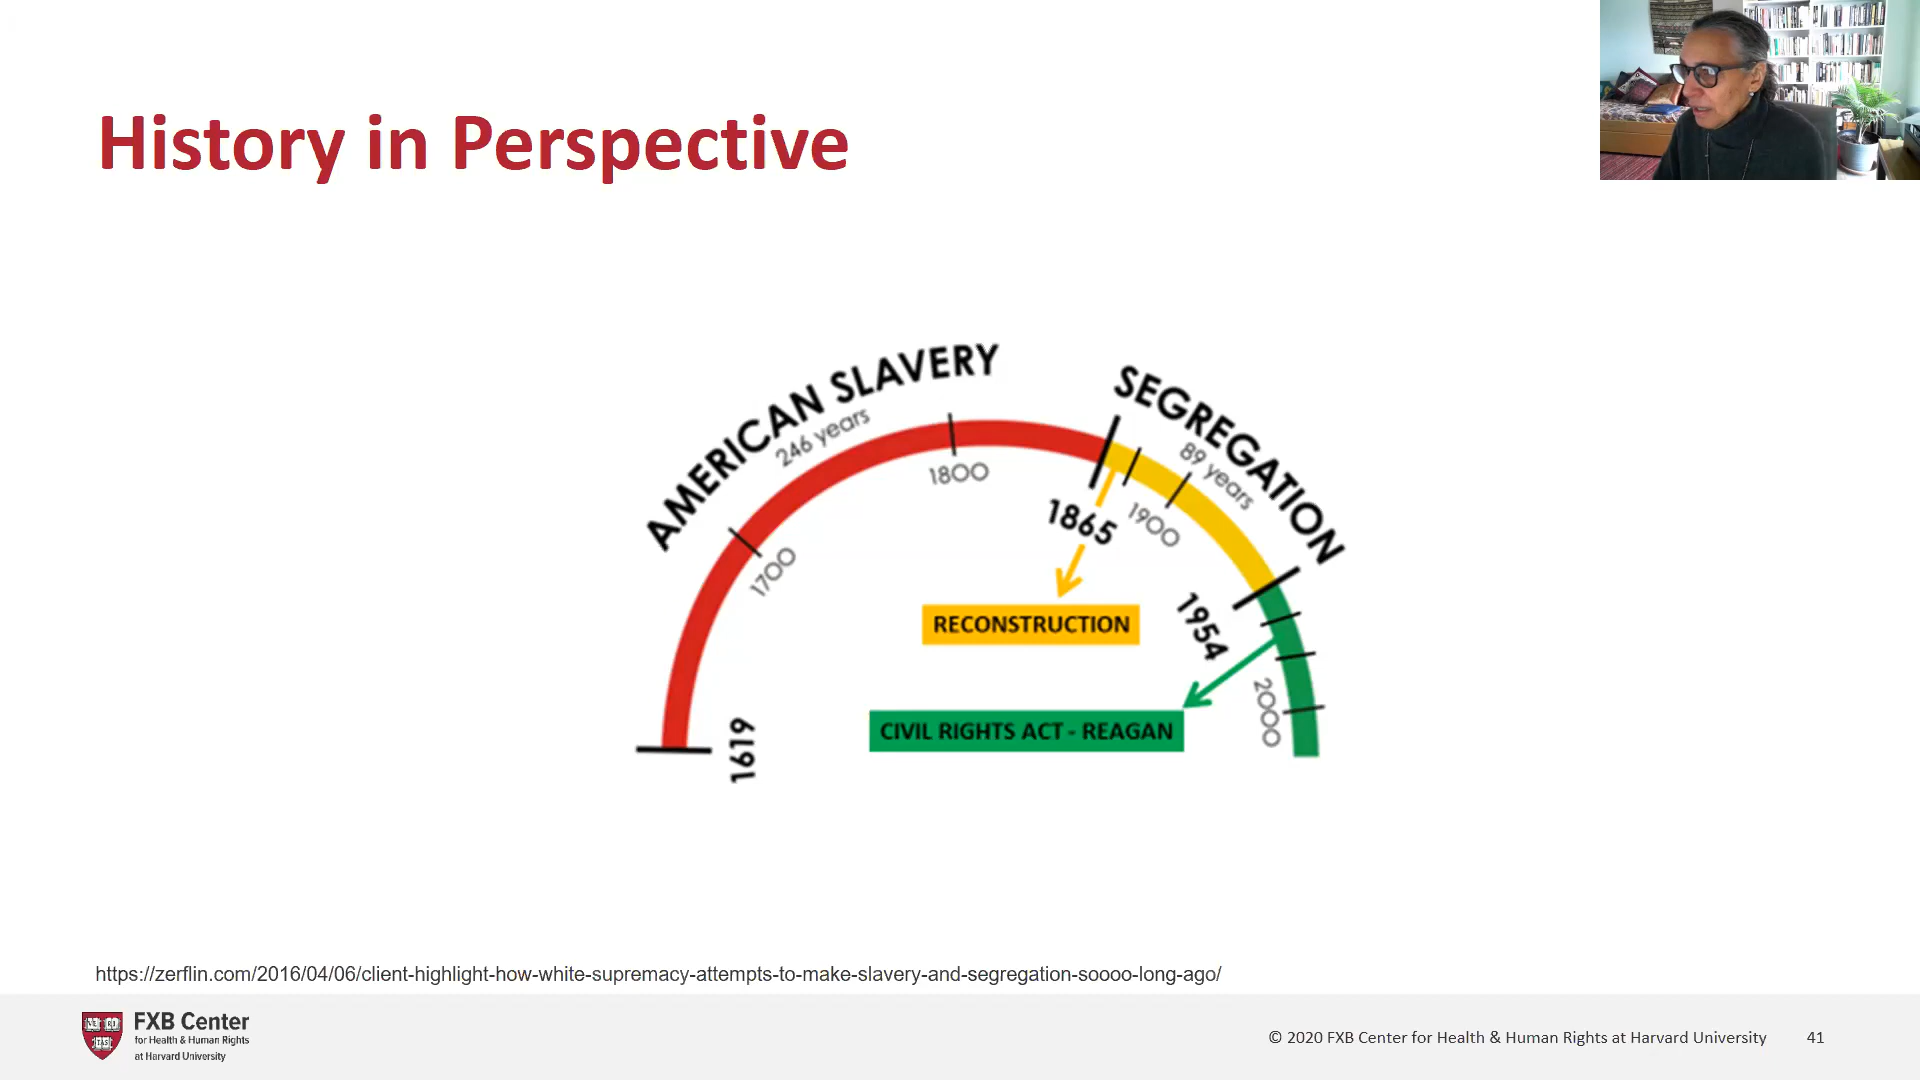 History in Perspective
AMERICAN SLAVERY
246 years
SEGREGATION
89 years
1619
1700
1800
1865
1900
1954
2000
RECONSTRUCTION
CIVIL RIGHTS ACT - REAGAN
https://zerflin.com/2016/04/06/client-highlight-how-white-supremacy-attempts-to-make-slavery-and-segregation-soooo-long-ago/
VE RI
TAS
FXB Center
for Health & Human Rights
at Harvard University
© 2020 FXB Center for Health & Human Rights at Harvard University
41